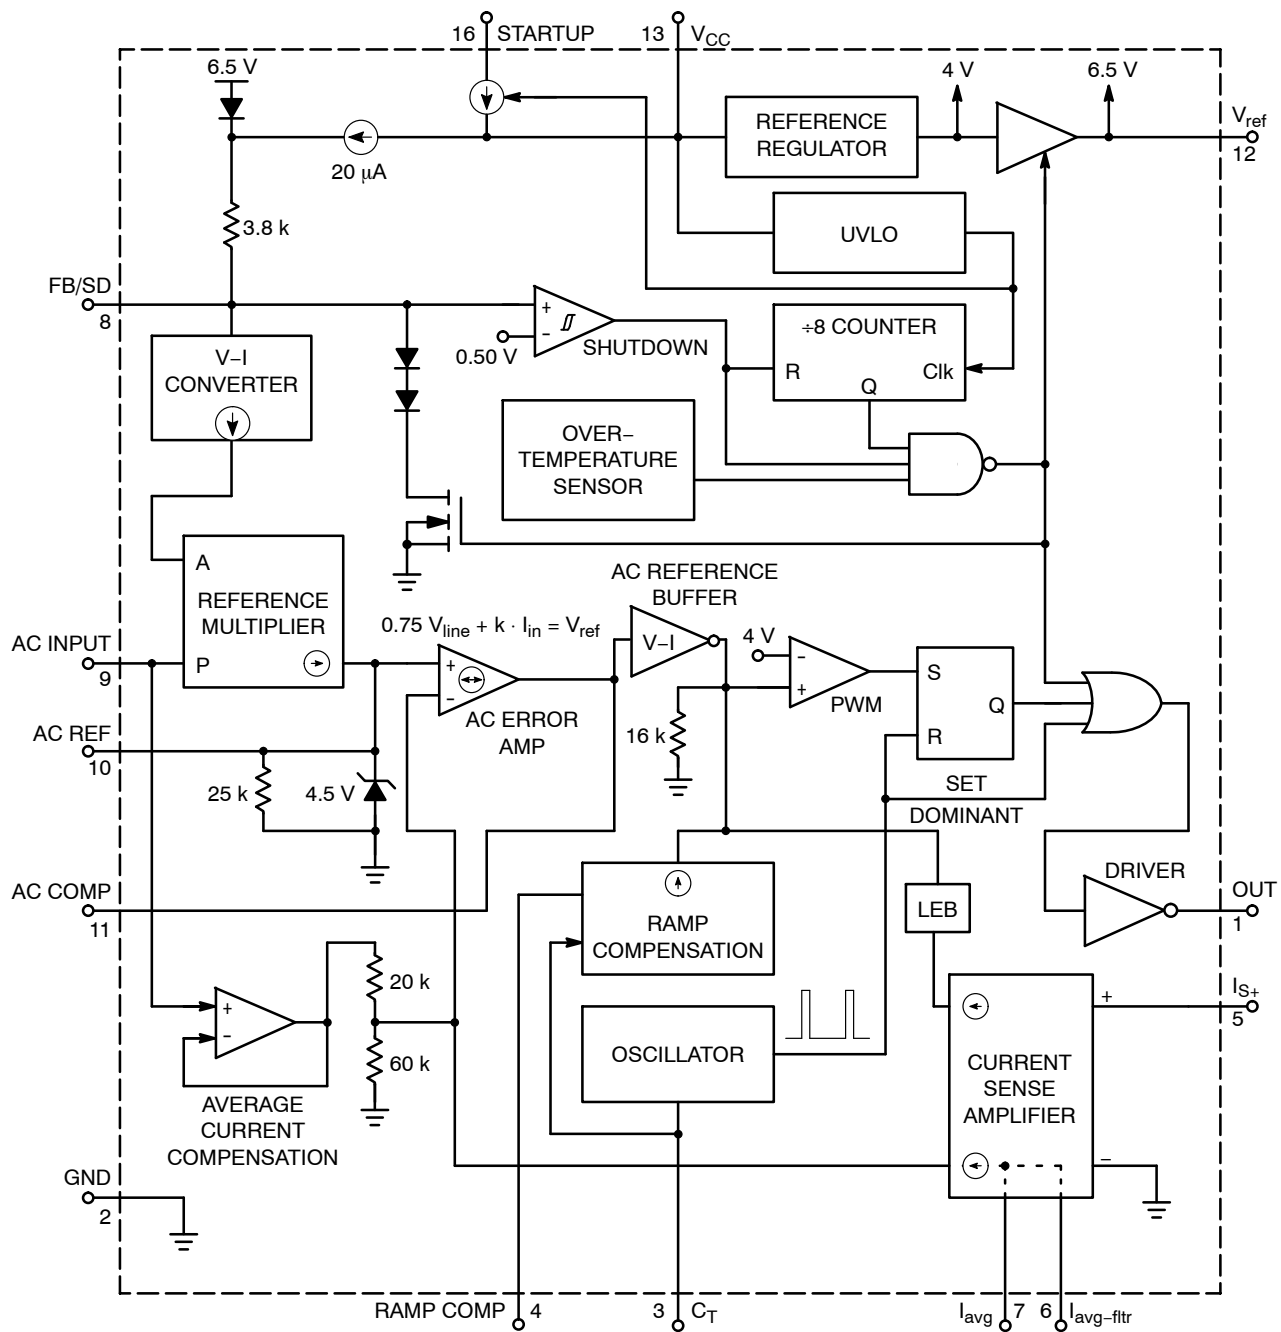 16 STARTUP
13 VCC
6.5 V
4 V
6.5 V
Vref
12
REFERENCE
REGULATOR
20 µA
3.8 k
UVLO
FB/SD
8
÷8 COUNTER
R
Clk
Q
+
−
0.50 V
SHUTDOWN
V−I
CONVERTER
OVER−
TEMPERATURE
SENSOR
A
REFERENCE
MULTIPLIER
P
AC INPUT
9
AC REFERENCE
BUFFER
V−I
0.75 Vline + k · Iin = Vref
+
−
AC ERROR
AMP
4 V
−
+
PWM
S
Q
R
SET
DOMINANT
AC REF
10
25 k
4.5 V
16 k
AC COMP
11
RAMP
COMPENSATION
LEB
DRIVER
OUT
1
20 k
60 k
+
−
AVERAGE
CURRENT
COMPENSATION
OSCILLATOR
+
IS+
5
CURRENT
SENSE
AMPLIFIER
−
GND
2
RAMP COMP 4
3 CT
Iavg 7
6 Iavg−fltr